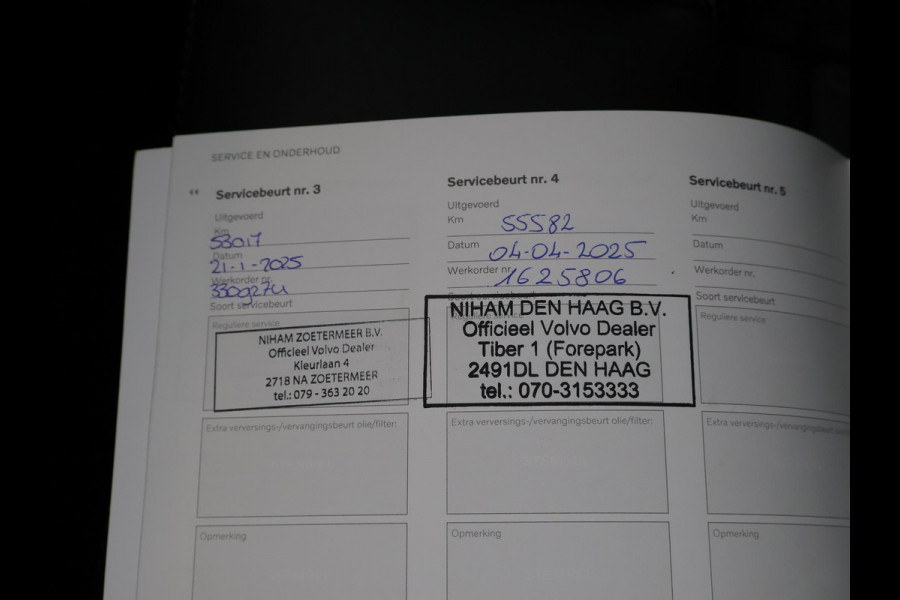 SERVICE EN ONDERHOUD
◂◂ Servicebeurt nr. 3
Uitgevoerd
Km
53017
Datum
21-1-2025
Werkorder nr.
Soort servicebeurt
Reguliere service
NIHAM ZOETERMEER B.V.
Officieel Volvo Dealer
Kleurlaan 4
2718 NA ZOETERMEER
tel.: 079 - 363 20 20
Extra verversings-/vervangingsbeurt olie/filter:
Opmerking
Servicebeurt nr. 4
Uitgevoerd
Km 55582
Datum 04-04-2025
Werkorder nr. 1625806
NIHAM DEN HAAG B.V.
Officieel Volvo Dealer
Tiber 1 (Forepark)
2491DL DEN HAAG
tel.: 070-3153333
Extra verversings-/vervangingsbeurt olie/filter:
Opmerking
Servicebeurt nr. 5
Uitgevoerd
Km
Datum
Werkorder nr.
Soort servicebeurt
Reguliere service
Extra verversings-/vervangingsbeurt
Opmerking